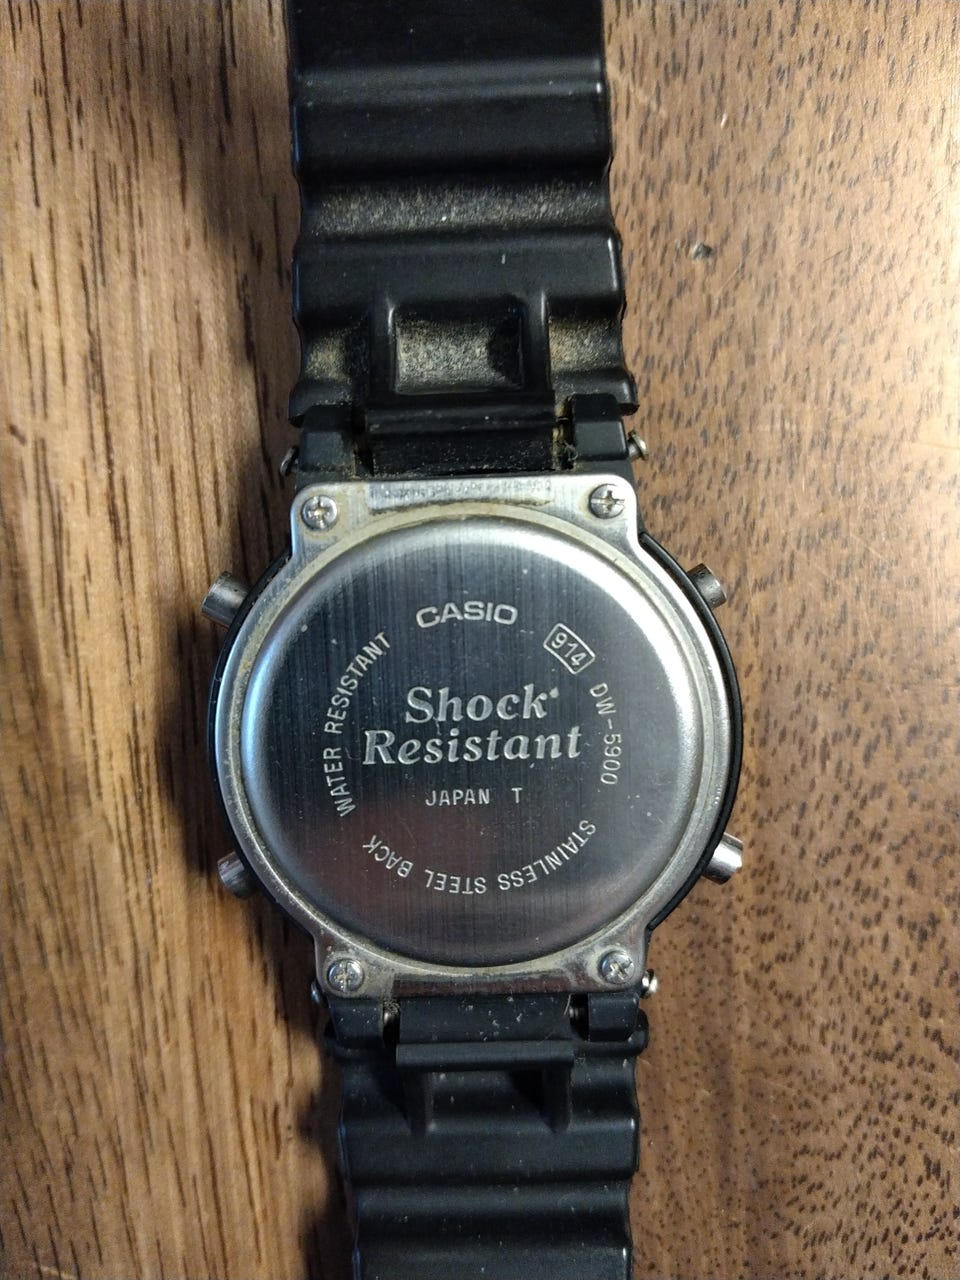 CASIO
914
DW-5900
WATER RESISTANT
Shock
Resistant
JAPAN T
STAINLESS STEEL BACK